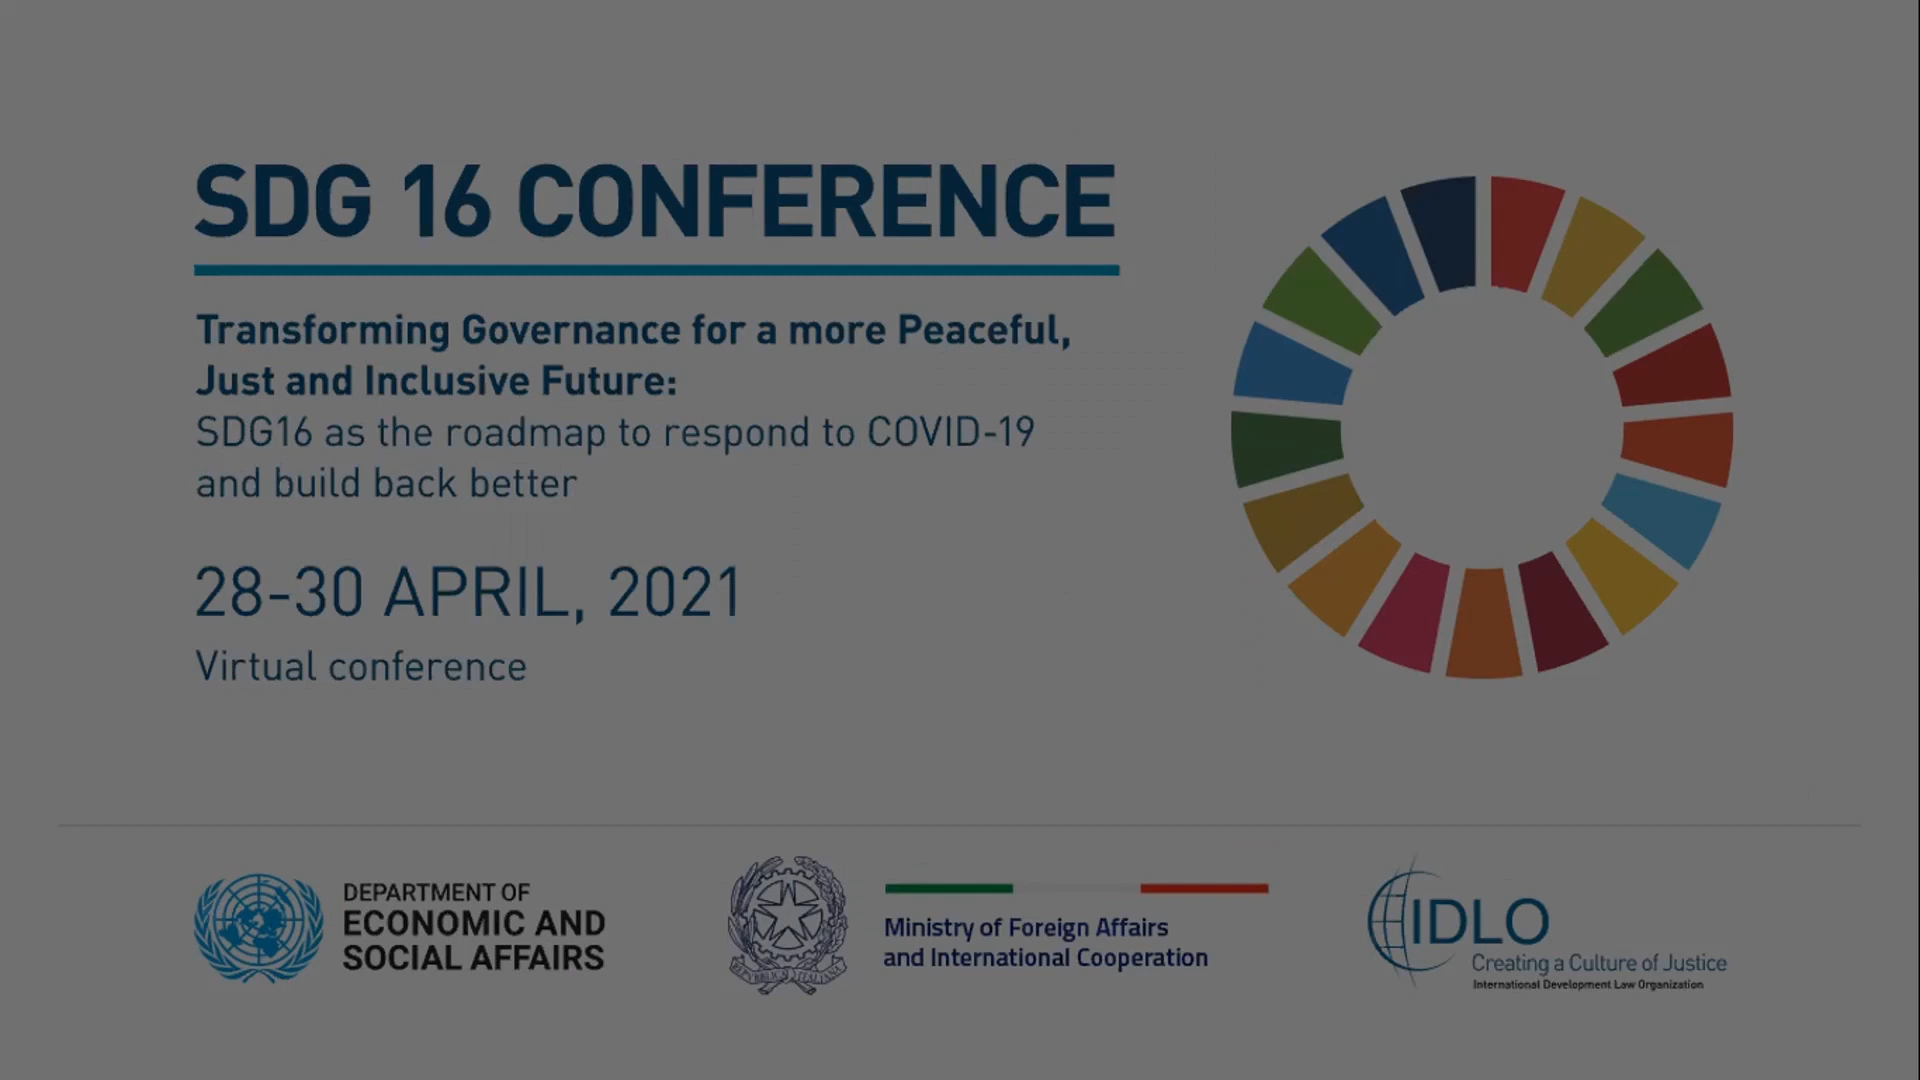 SDG 16 CONFERENCE
Transforming Governance for a more Peaceful,
Just and Inclusive Future:
SDG16 as the roadmap to respond to COVID-19
and build back better
28-30 APRIL, 2021
Virtual conference
DEPARTMENT OF
ECONOMIC AND
SOCIAL AFFAIRS
REPVBBLICA ITALIANA
Ministry of Foreign Affairs
and International Cooperation
IDLO
Creating a Culture of Justice
International Development Law Organization